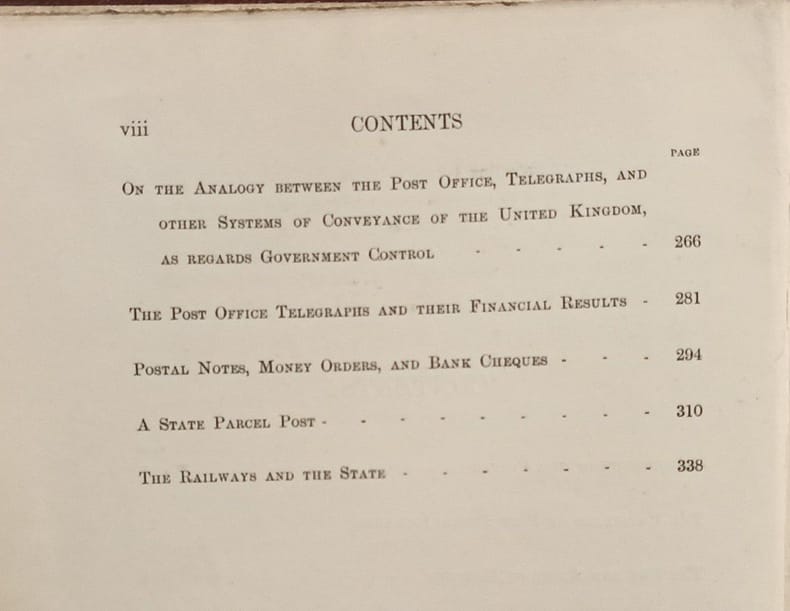 viii CONTENTS
PAGE
On the Analogy between the Post Office, Telegraphs, and
other Systems of Conveyance of the United Kingdom,
as regards Government Control - - - - - 266
The Post Office Telegraphs and their Financial Results - 281
Postal Notes, Money Orders, and Bank Cheques - - - 294
A State Parcel Post - - - - - - - - - 310
The Railways and the State - - - - - - - 338